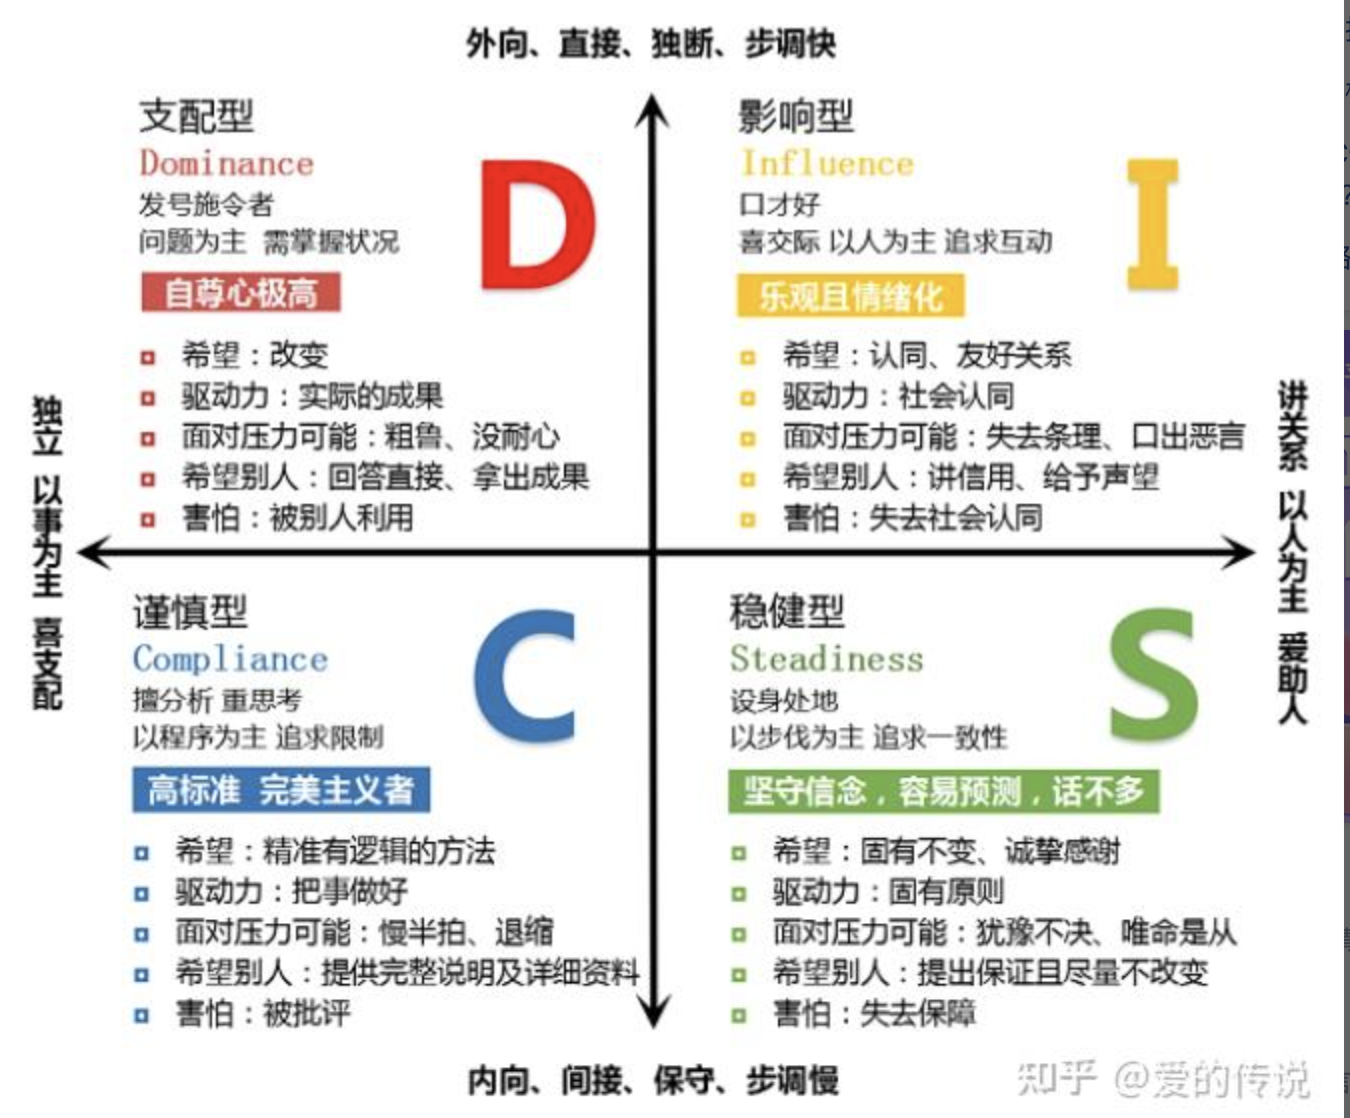 外向、直接、独断、步调快
支配型
Dominance
发号施令者
问题为主 需掌握状况
D
自尊心极高
希望：改变
驱动力：实际的成果
面对压力可能：粗鲁、没耐心
希望别人：回答直接、拿出成果
害怕：被别人利用
影响型
Influence
口才好
喜交际 以人为主 追求互动
I
乐观且情绪化
希望：认同、友好关系
驱动力：社会认同
面对压力可能：失去条理、口出恶言
希望别人：讲信用、给予声望
害怕：失去社会认同
独立 以事为主 喜支配
讲关系 以人为主 爱助人
谨慎型
Compliance
擅分析 重思考
以程序为主 追求限制
C
高标准 完美主义者
希望：精准有逻辑的方法
驱动力：把事做好
面对压力可能：慢半拍、退缩
希望别人：提供完整说明及详细资料
害怕：被批评
稳健型
Steadiness
设身处地
以步伐为主 追求一致性
S
坚守信念，容易预测，话不多
希望：固有不变、诚挚感谢
驱动力：固有原则
面对压力可能：犹豫不决、唯命是从
希望别人：提出保证且尽量不改变
害怕：失去保障
内向、间接、保守、步调慢
知乎 @爱的传说